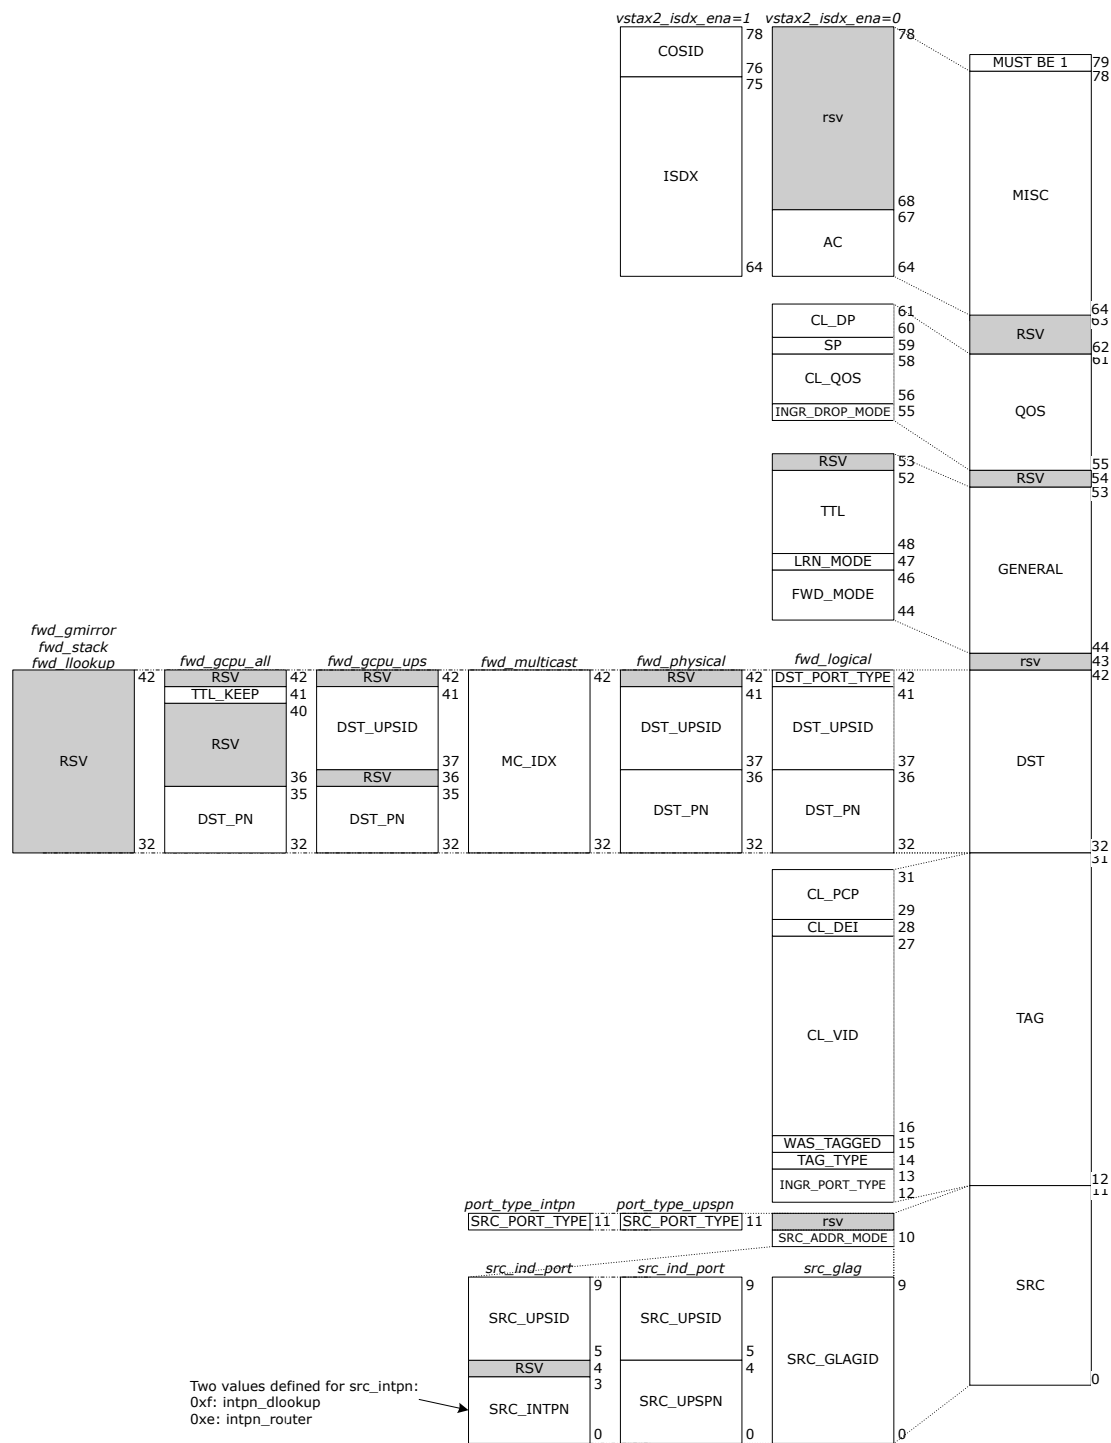 vstax2_isdx_ena=1 vstax2_isdx_ena=0
COSID
78
76
ISDX
75
64
rsv
78
68
AC
67
64
MUST BE 1
79
MISC
78
64
RSV
63
62
QOS
61
55
RSV
54
GENERAL
53
44
rsv
43
DST
42
32
TAG
31
12
SRC
11
0
CL_DP
61
60
SP
59
CL_QOS
58
56
INGR_DROP_MODE
55
RSV
53
TTL
52
48
LRN_MODE
47
FWD_MODE
46
44
fwd_gmirror
fwd_stack
fwd_llookup
RSV
42
32
fwd_gcpu_all
RSV
42
TTL_KEEP
41
RSV
40
36
DST_PN
35
32
fwd_gcpu_ups
RSV
42
DST_UPSID
41
37
RSV
36
DST_PN
35
32
fwd_multicast
MC_IDX
42
32
fwd_physical
RSV
42
DST_UPSID
41
37
DST_PN
36
32
fwd_logical
DST_PORT_TYPE
42
DST_UPSID
41
37
DST_PN
36
32
CL_PCP
31
29
CL_DEI
28
CL_VID
27
16
WAS_TAGGED
15
TAG_TYPE
14
INGR_PORT_TYPE
13
12
port_type_intpn
SRC_PORT_TYPE
11
port_type_upspn
SRC_PORT_TYPE
11
rsv
SRC_ADDR_MODE
10
src_ind_port
SRC_UPSID
9
5
RSV
4
SRC_INTPN
3
0
src_ind_port
SRC_UPSID
9
5
SRC_UPSPN
4
0
src_glag
SRC_GLAGID
9
0
Two values defined for src_intpn:
0xf: intpn_dlookup
0xe: intpn_router